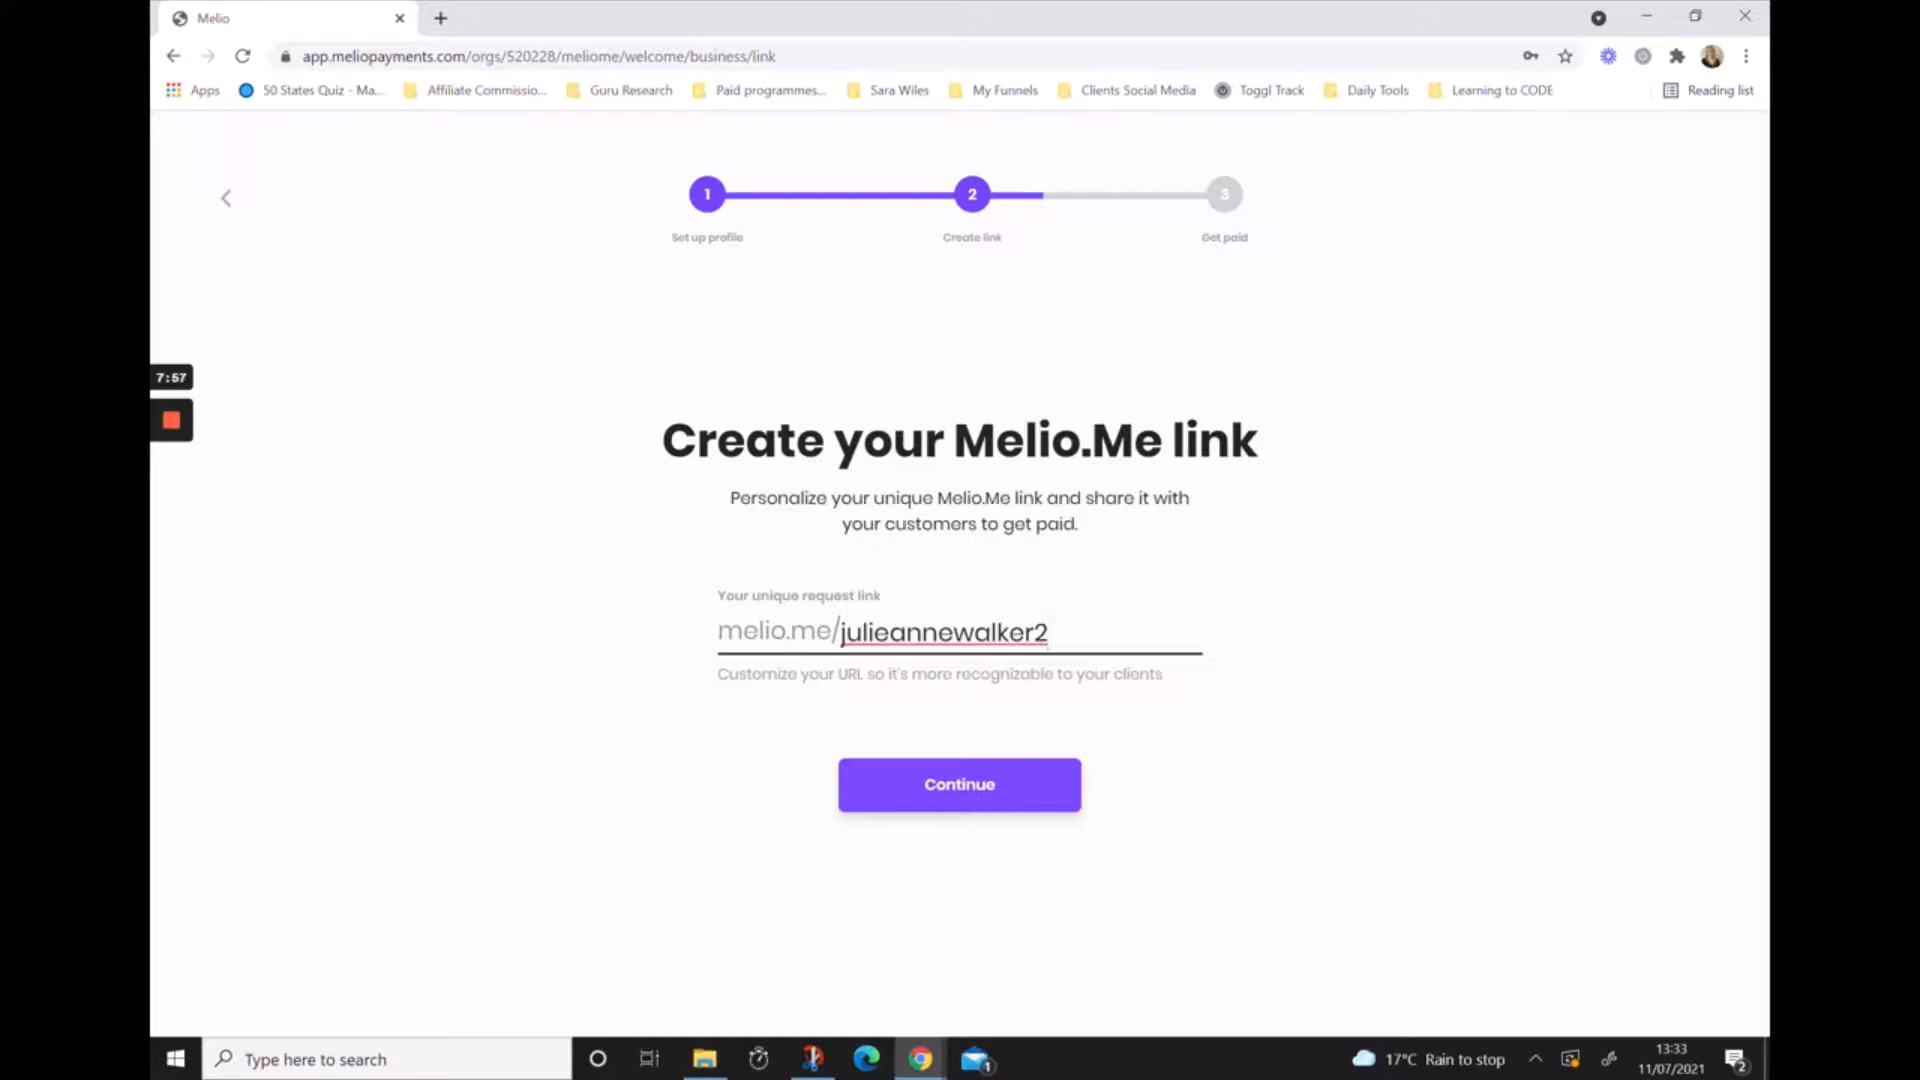 Melio
app.meliopayments.com/orgs/520228/meliome/welcome/business/link
Apps 50 States Quiz - Ma... Affiliate Commissio... Guru Research Paid programmes... Sara Wiles My Funnels Clients Social Media Toggl Track Daily Tools Learning to CODE Reading list
1 2 3
Set up profile Create link Get paid
7:57
Create your Melio.Me link
Personalize your unique Melio.Me link and share it with
your customers to get paid.
Your unique request link
melio.me/julieannewalker2
Customize your URL so it's more recognizable to your clients
Continue
Type here to search
1
17°C Rain to stop
13:33
11/07/2021
2